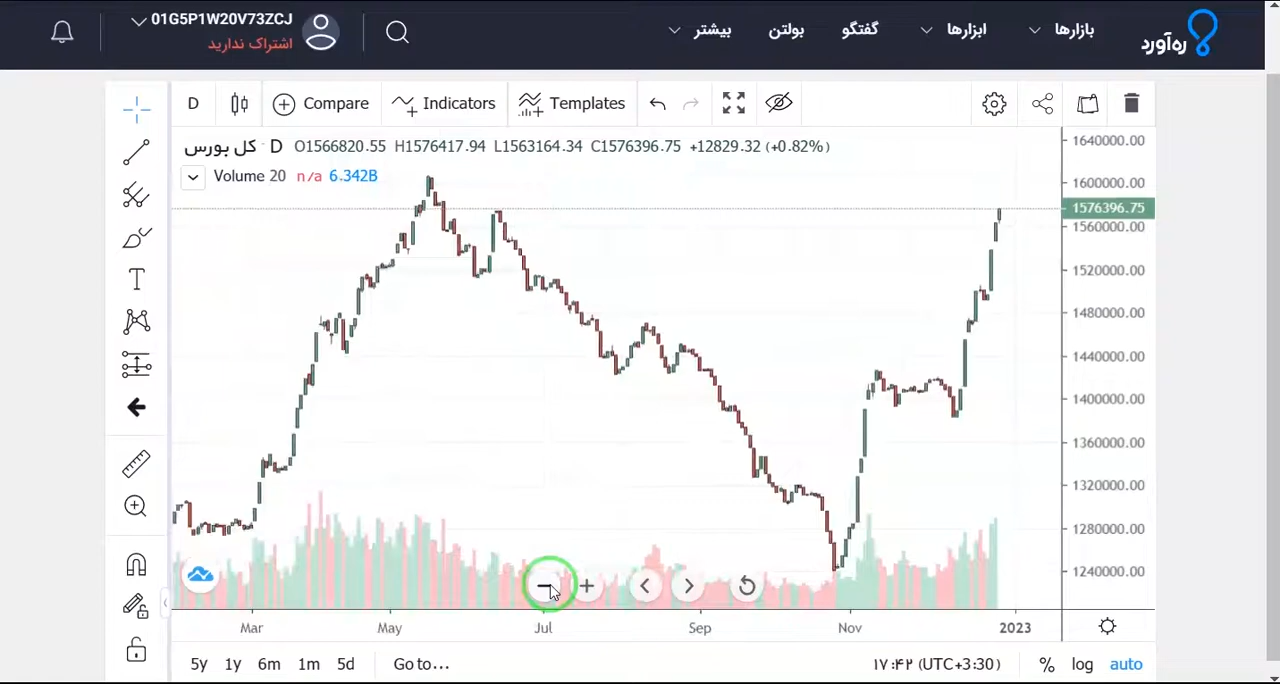 01G5P1W20V73ZCJ
اشتراک ندارید
بیشتر
بولتن
گفتگو
ابزارها
بازارها
ره‌آورد
D
Compare
Indicators
Templates
کل بورس · D O1566820.55 H1576417.94 L1563164.34 C1576396.75 +12829.32 (+0.82%)
Volume 20 n/a 6.342B
1640000.00
1600000.00
1576396.75
1560000.00
1520000.00
1480000.00
1440000.00
1400000.00
1360000.00
1320000.00
1280000.00
1240000.00
Mar May Jul Sep Nov 2023
5y 1y 6m 1m 5d Go to... ۱۷:۴۲ (UTC+3:30) % log auto